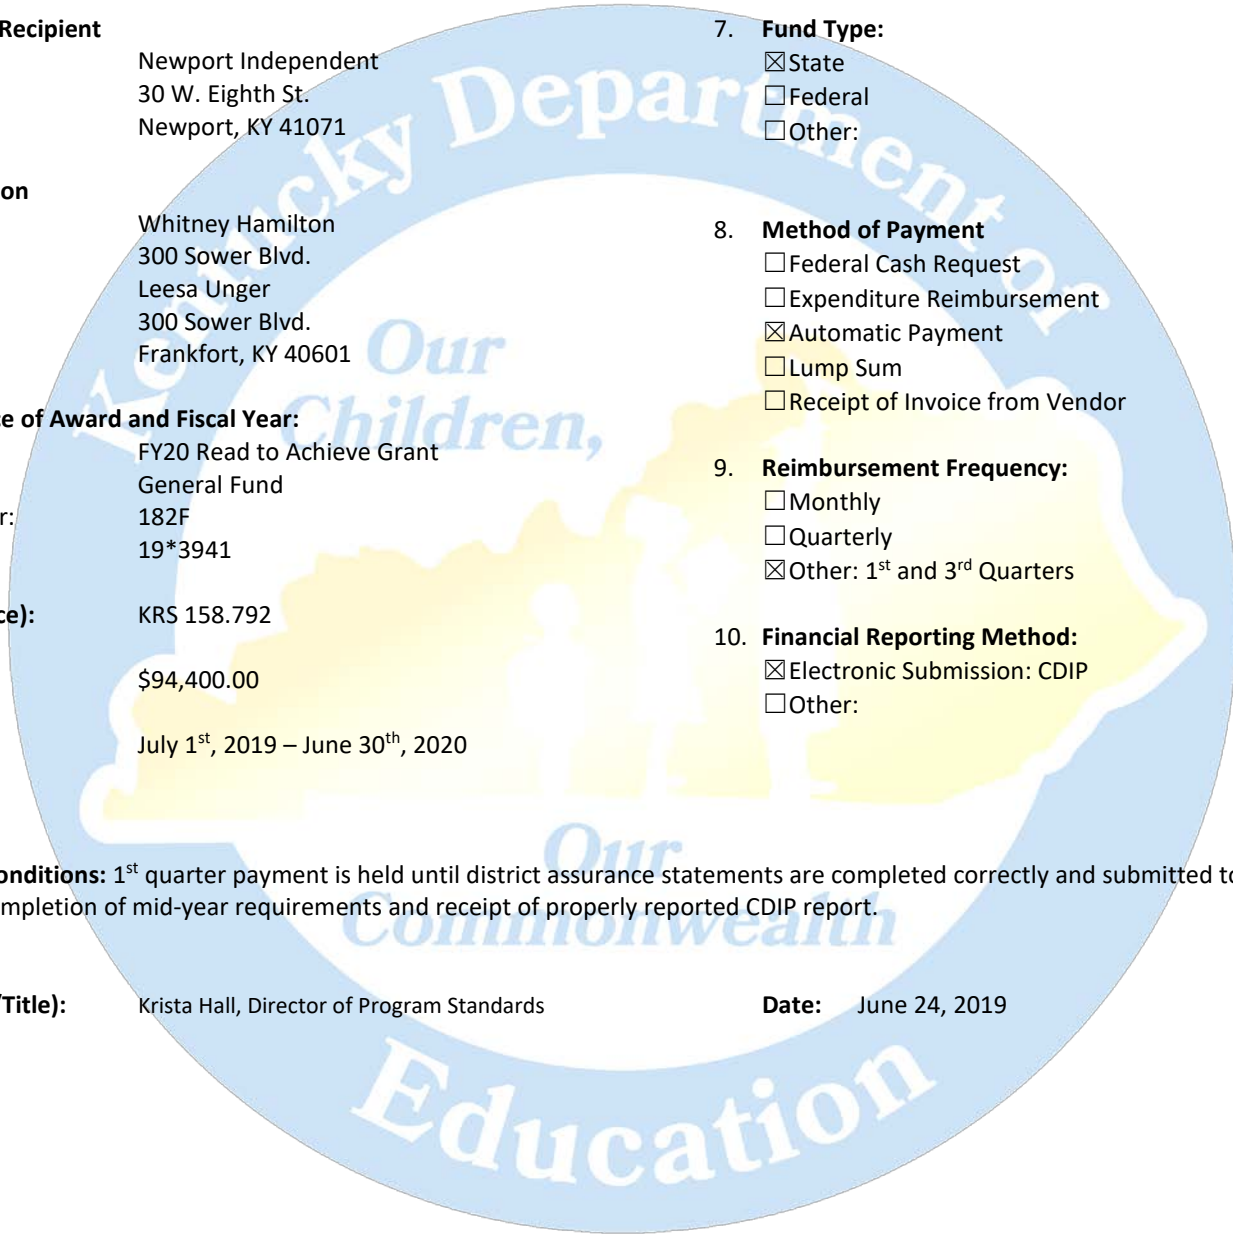 Recipient
Newport Independent
30 W. Eighth St.
Newport, KY 41071
on
Whitney Hamilton
300 Sower Blvd.
Leesa Unger
300 Sower Blvd.
Frankfort, KY 40601
ce of Award and Fiscal Year:
FY20 Read to Achieve Grant
General Fund
r: 182F
19*3941
ce): KRS 158.792
$94,400.00
July 1st, 2019 – June 30th, 2020
7. Fund Type:
☒State
☐Federal
☐Other:
8. Method of Payment
☐Federal Cash Request
☐Expenditure Reimbursement
☒Automatic Payment
☐Lump Sum
☐Receipt of Invoice from Vendor
9. Reimbursement Frequency:
☐Monthly
☐Quarterly
☒Other: 1st and 3rd Quarters
10. Financial Reporting Method:
☒Electronic Submission: CDIP
☐Other:
onditions: 1st quarter payment is held until district assurance statements are completed correctly and submitted to
mpletion of mid-year requirements and receipt of properly reported CDIP report.
/Title): Krista Hall, Director of Program Standards Date: June 24, 2019
Kentucky Department of
Education
Our
Children,
Our
Commonwealth